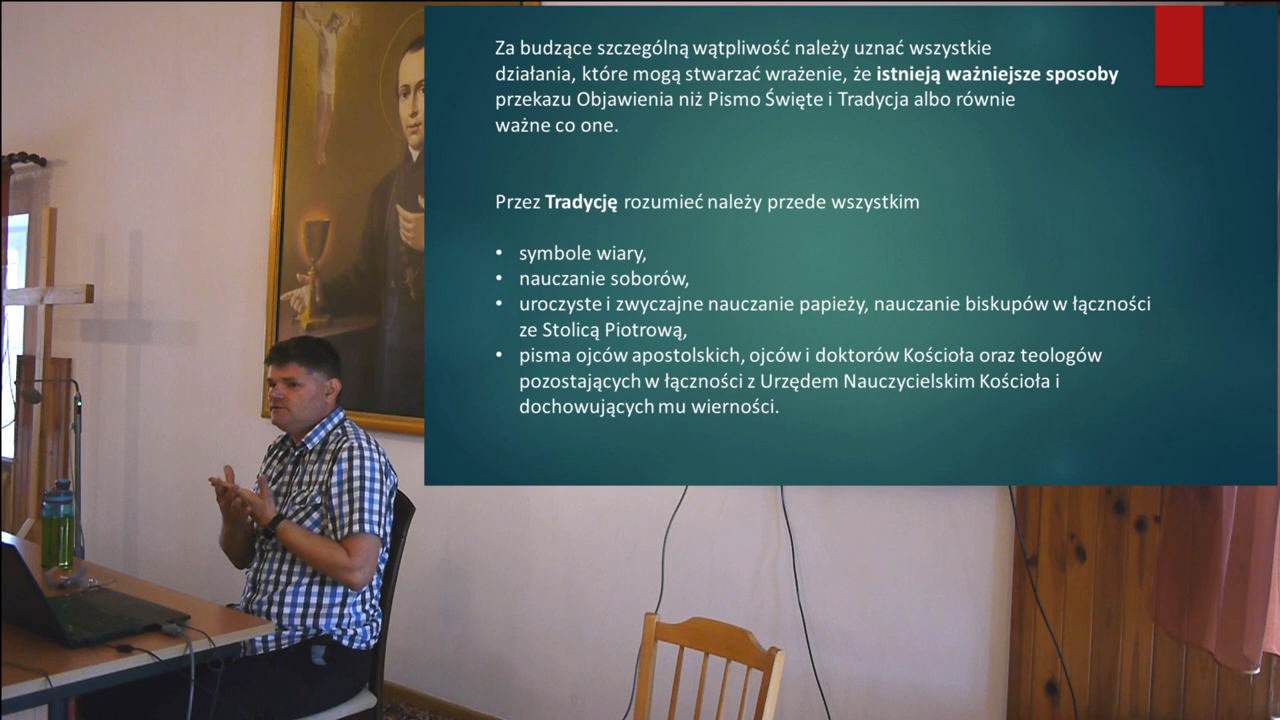 Za budzące szczególną wątpliwość należy uznać wszystkie
działania, które mogą stwarzać wrażenie, że istnieją ważniejsze sposoby
przekazu Objawienia niż Pismo Święte i Tradycja albo równie
ważne co one.
Przez Tradycję rozumieć należy przede wszystkim
• symbole wiary,
• nauczanie soborów,
• uroczyste i zwyczajne nauczanie papieży, nauczanie biskupów w łączności
ze Stolicą Piotrową,
• pisma ojców apostolskich, ojców i doktorów Kościoła oraz teologów
pozostających w łączności z Urzędem Nauczycielskim Kościoła i
dochowujących mu wierności.